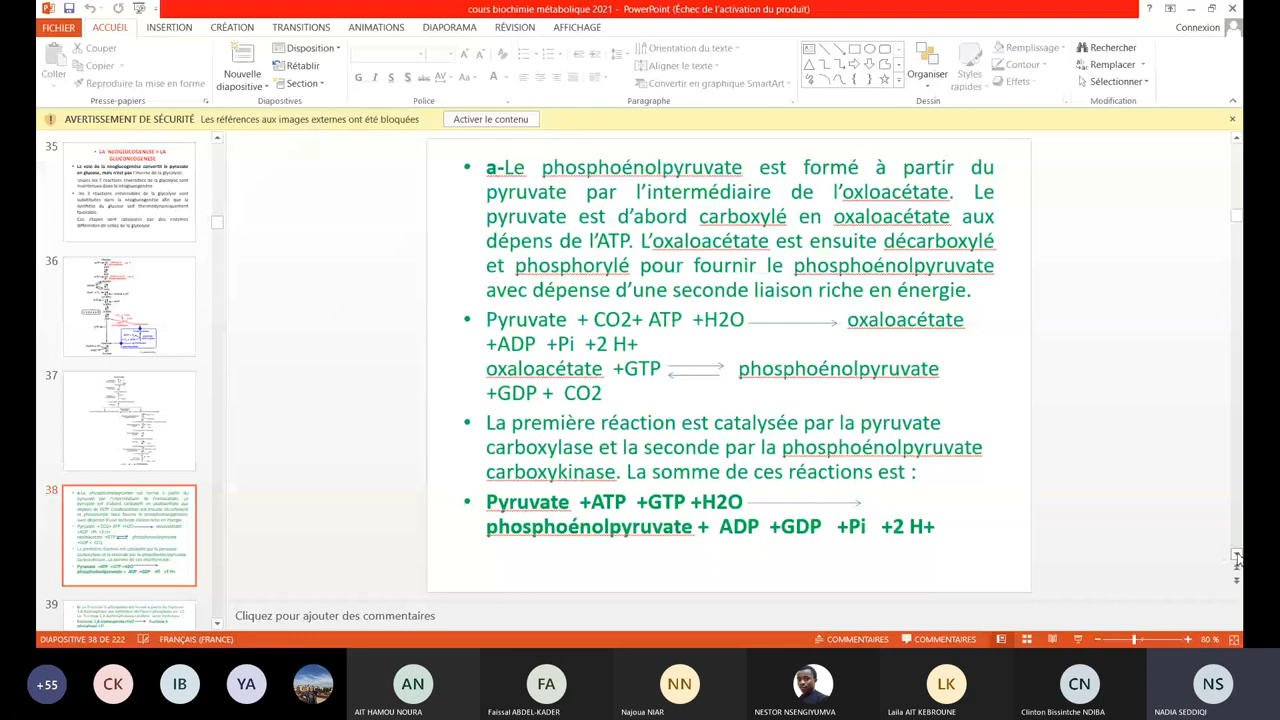 cours biochimie métabolique 2021 - PowerPoint (Échec de l'activation du produit)
FICHIER ACCUEIL INSERTION CRÉATION TRANSITIONS ANIMATIONS DIAPORAMA RÉVISION AFFICHAGE Connexion
Couper
Copier
Reproduire la mise en forme
Coller
Presse-papiers
Nouvelle diapositive
Disposition
Rétablir
Section
Diapositives
Police
Orientation du texte
Aligner le texte
Convertir en graphique SmartArt
Paragraphe
Organiser
Styles rapides
Remplissage
Contour
Effets
Dessin
Rechercher
Remplacer
Sélectionner
Modification
AVERTISSEMENT DE SÉCURITÉ Les références aux images externes ont été bloquées Activer le contenu
35
LA NEOGLUCOGENESE = LA
GLUCONEOGENESE
36
37
38
39
• a-Le phosphoénolpyruvate est formé à partir du
pyruvate par l'intermédiaire de l'oxloacétate. Le
pyruvate est d'abord carboxylé en oxaloacétate aux
dépens de l'ATP. L'oxaloacétate est ensuite décarboxylé
et phosphorylé pour fournir le phosphoénolpyruvate
avec dépense d'une seconde liaison riche en énergie.
• Pyruvate + CO2+ ATP +H2O oxaloacétate
+ADP +Pi +2 H+
oxaloacétate +GTP phosphoénolpyruvate
+GDP + CO2
• La première réaction est catalysée par la pyruvate
carboxylase et la seconde par la phosphoénolpyruvate
carboxykinase. La somme de ces réactions est :
• Pyruvate +ATP +GTP +H2O
phosphoénolpyruvate + ADP +GDP +Pi +2 H+
Cliquez pour ajouter des commentaires
DIAPOSITIVE 38 DE 222 FRANÇAIS (FRANCE) COMMENTAIRES COMMENTAIRES 80 %
+55 CK IB YA AN FA NN LK CN NS
AIT HAMOU NOURA Faissal ABDEL-KADER Najoua NIAR NESTOR NSENGIYUMVA Laila AIT KEBROUNE Clinton Bissintche NDIBA NADIA SEDDIQI